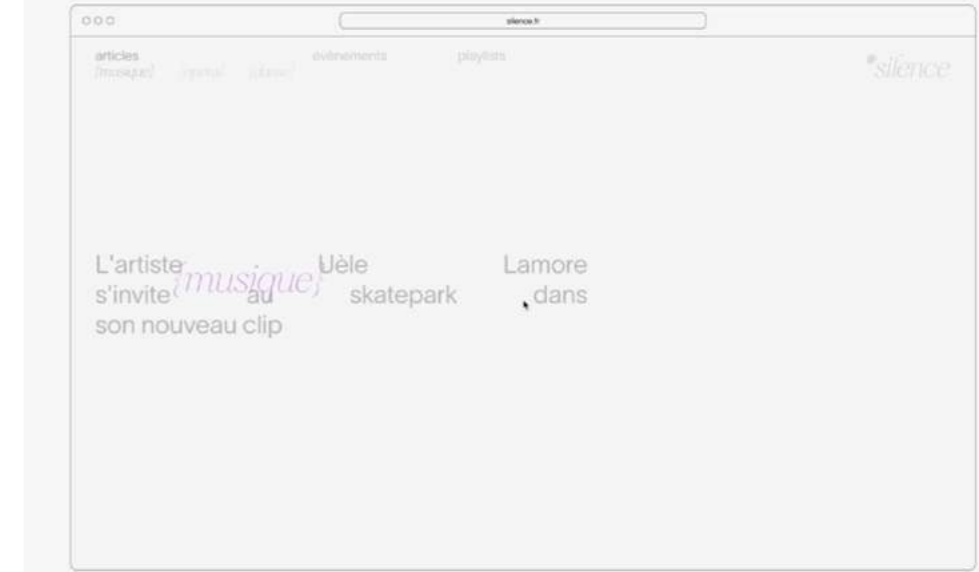 silence.fr
articles évènements playlists
{musique}
*silence
L'artiste Uèle Lamore
{musique}
s'invite au skatepark dans
son nouveau clip